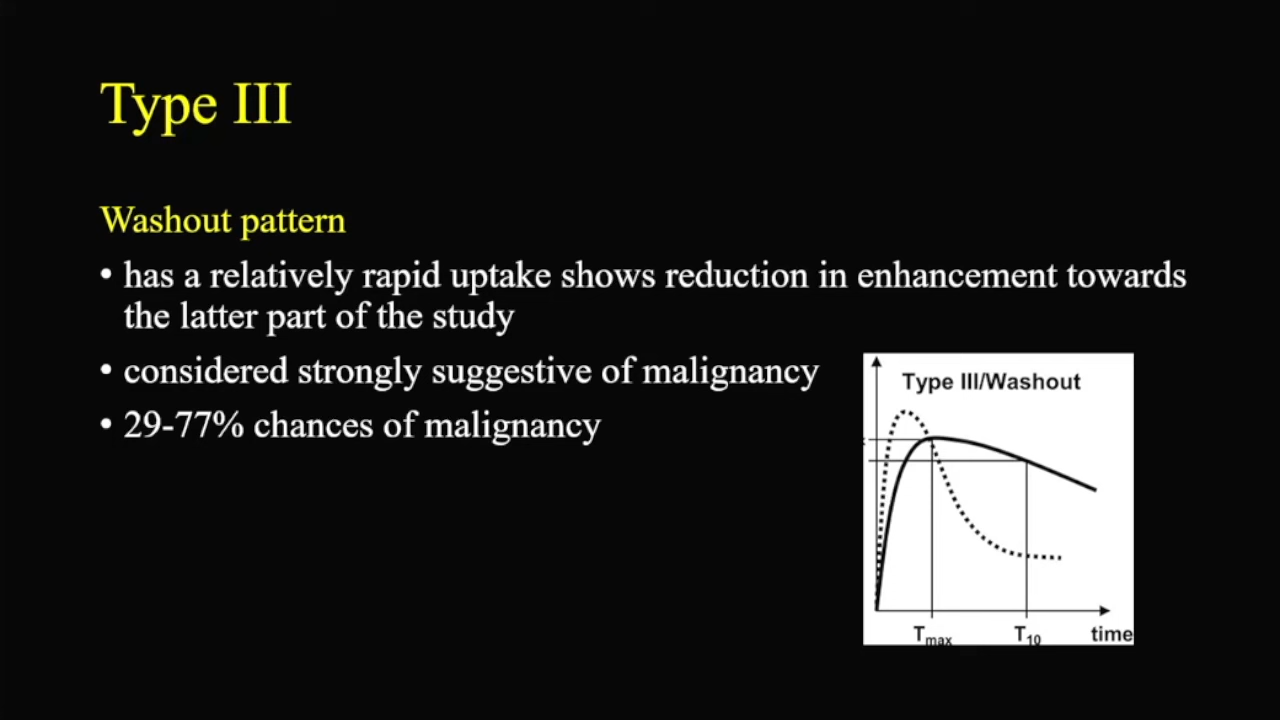 Type III
Washout pattern
• has a relatively rapid uptake shows reduction in enhancement towards
the latter part of the study
• considered strongly suggestive of malignancy
• 29-77% chances of malignancy
Type III/Washout
Tmax T10 time